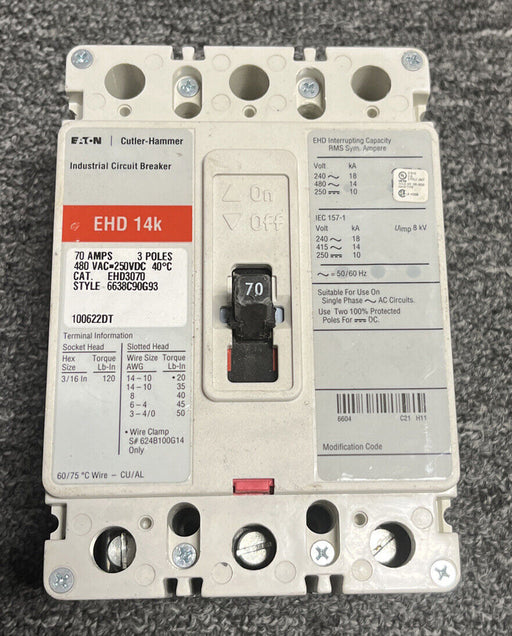 EATON | Cutler-Hammer
Industrial Circuit Breaker
EHD 14k
70 AMPS 3 POLES
480 VAC=250VDC 40°C
CAT. EHD3070
STYLE 6638C90G93
100622DT
Terminal Information
Socket Head Slotted Head
Hex Size Torque Lb-In Wire Size AWG Torque Lb-In
3/16 In 120 14-10 •20
14-10 35
8 40
6-4 45
3-4/0 50
• Wire Clamp
S# 624B100G14
Only
60/75 °C Wire – CU/AL
△ On
▽ Off
70
EHD Interrupting Capacity
RMS Sym. Ampere
Volt kA
240 ~ 18
480 ~ 14
250 ⎓ 10
IEC 157-1
Volt kA Uimp 8 kV
240 ~ 18
415 ~ 14
250 ⎓ 10
~ = 50/60 Hz
Suitable For Use On
Single Phase ~ AC Circuits.
Use Two 100% Protected
Poles For ⎓ DC.
6604 C21 H11
Modification Code